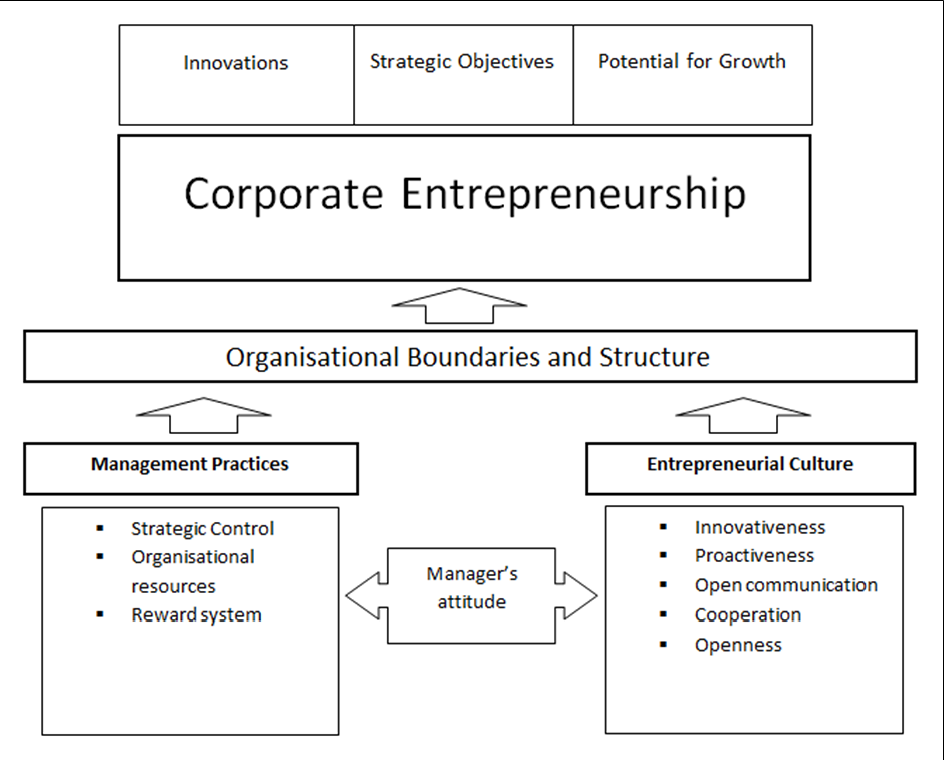 Innovations
Strategic Objectives
Potential for Growth
Corporate Entrepreneurship
Organisational Boundaries and Structure
Management Practices
▪ Strategic Control
▪ Organisational
resources
▪ Reward system
Manager's
attitude
Entrepreneurial Culture
▪ Innovativeness
▪ Proactiveness
▪ Open communication
▪ Cooperation
▪ Openness